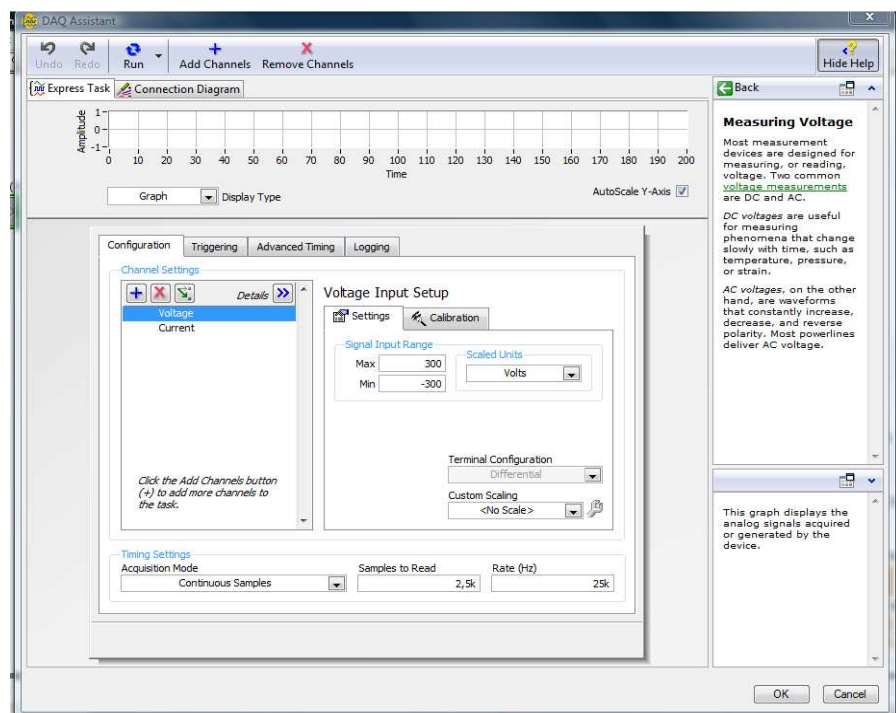 DAQ Assistant
Undo Redo Run Add Channels Remove Channels Hide Help
Express Task Connection Diagram
Amplitude
1
0
-1
0 10 20 30 40 50 60 70 80 90 100 110 120 130 140 150 160 170 180 190 200
Time
Graph Display Type
AutoScale Y-Axis
Configuration Triggering Advanced Timing Logging
Channel Settings
Details
Voltage
Current
Click the Add Channels button
(+) to add more channels to
the task.
Voltage Input Setup
Settings Calibration
Signal Input Range
Max 300
Min -300
Scaled Units
Volts
Terminal Configuration
Differential
Custom Scaling
<No Scale>
Timing Settings
Acquisition Mode Samples to Read Rate (Hz)
Continuous Samples 2,5k 25k
Back
Measuring Voltage
Most measurement
devices are designed for
measuring, or reading,
voltage. Two common
voltage measurements
are DC and AC.
DC voltages are useful
for measuring
phenomena that change
slowly with time, such as
temperature, pressure,
or strain.
AC voltages, on the other
hand, are waveforms
that constantly increase,
decrease, and reverse
polarity. Most powerlines
deliver AC voltage.
This graph displays the
analog signals acquired
or generated by the
device.
OK Cancel